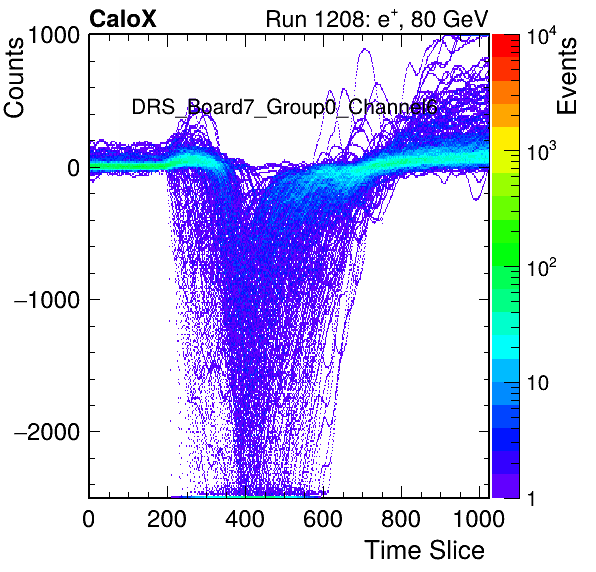 CaloX Run 1208: e⁺, 80 GeV
Counts
Events
DRS_Board7_Group0_Channel6
1000
0
−1000
−2000
0 200 400 600 800 1000
Time Slice
10⁴
10³
10²
10
1